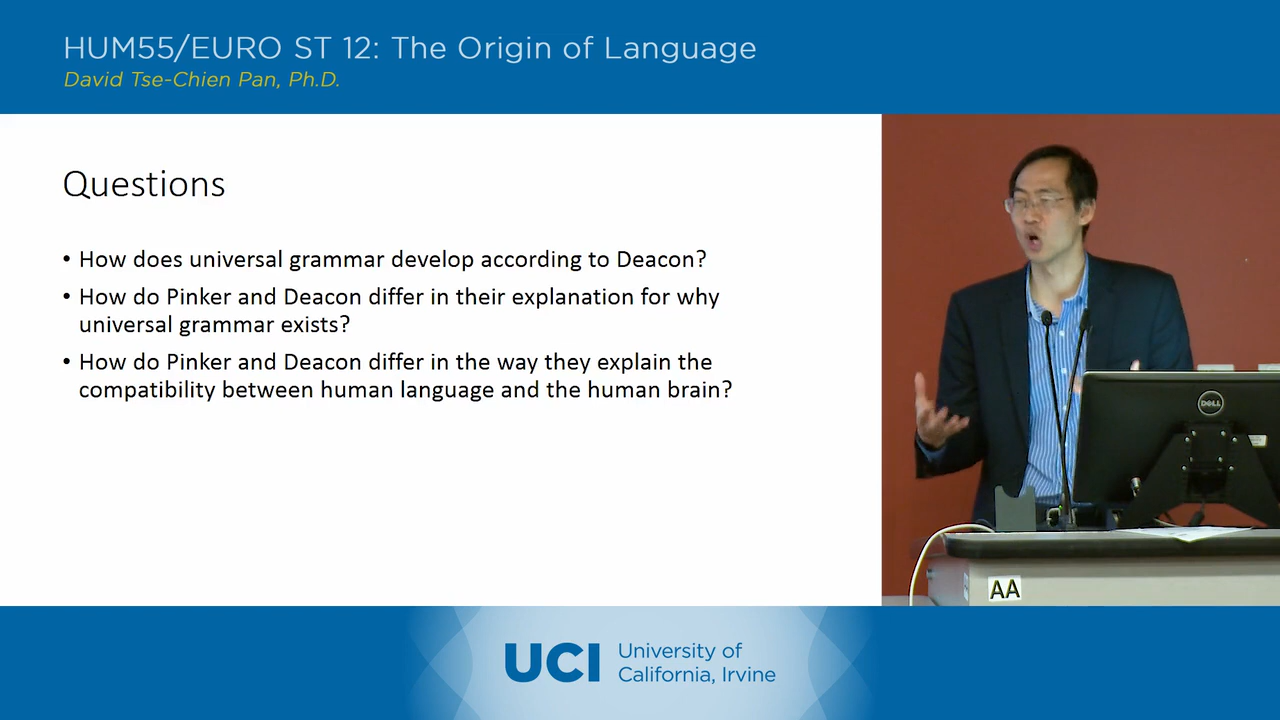 HUM55/EURO ST 12: The Origin of Language
David Tse-Chien Pan, Ph.D.
Questions
• How does universal grammar develop according to Deacon?
• How do Pinker and Deacon differ in their explanation for why
universal grammar exists?
• How do Pinker and Deacon differ in the way they explain the
compatibility between human language and the human brain?
DELL
AA
UCI
University of
California, Irvine